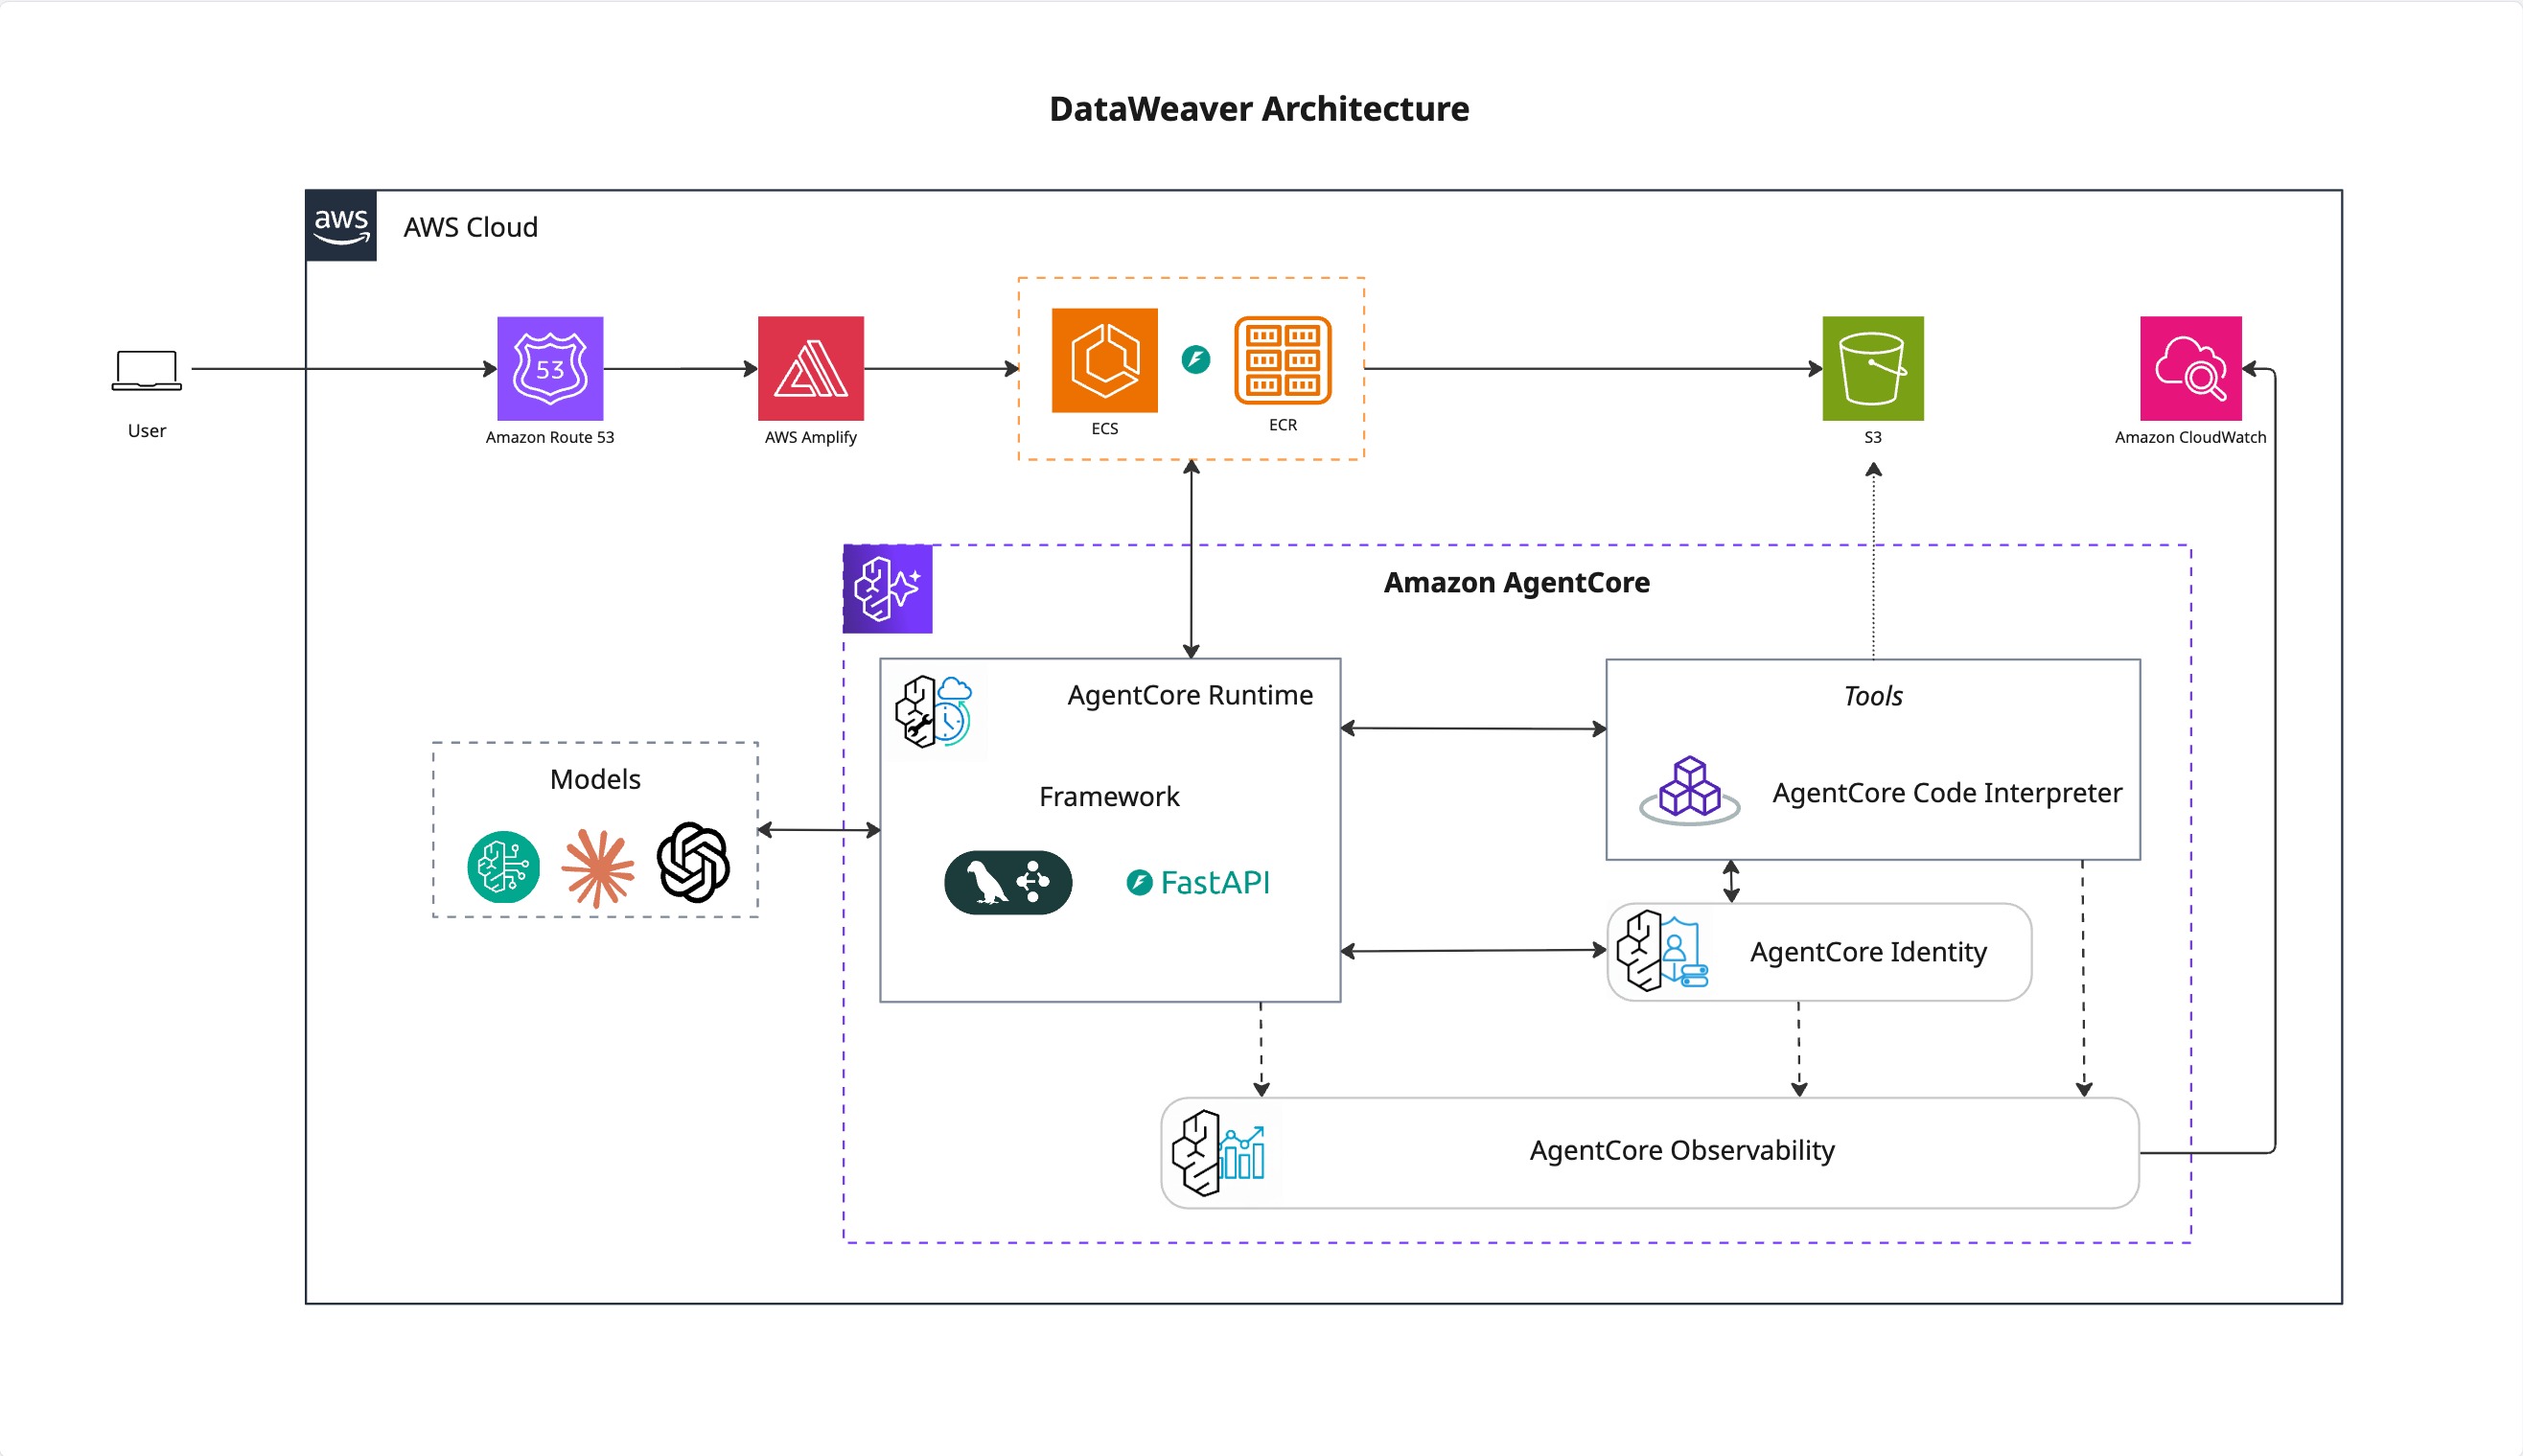 DataWeaver Architecture
aws
AWS Cloud
53
User
Amazon Route 53
AWS Amplify
ECS
ECR
S3
Amazon CloudWatch
Amazon AgentCore
AgentCore Runtime
Tools
Models
Framework
AgentCore Code Interpreter
FastAPI
AgentCore Identity
AgentCore Observability